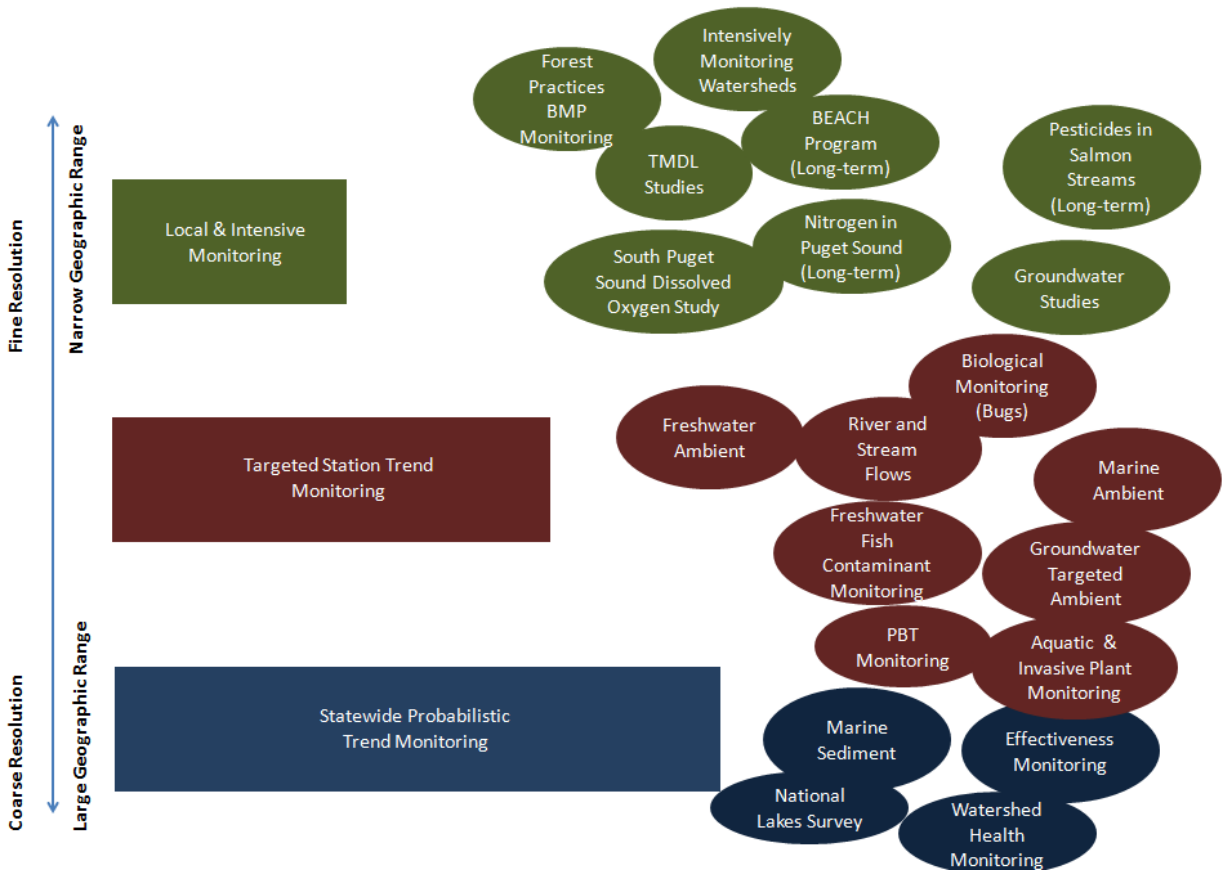 Intensively
Monitoring
Watersheds
Forest
Practices
BMP
Monitoring
BEACH
Program
(Long-term)
Pesticides in
Salmon
Streams
(Long-term)
TMDL
Studies
Fine Resolution
Narrow Geographic Range
Local & Intensive
Monitoring
Nitrogen in
Puget Sound
(Long-term)
South Puget
Sound Dissolved
Oxygen Study
Groundwater
Studies
Biological
Monitoring
(Bugs)
Freshwater
Ambient
River and
Stream
Flows
Targeted Station Trend
Monitoring
Marine
Ambient
Freshwater
Fish
Contaminant
Monitoring
Groundwater
Targeted
Ambient
PBT
Monitoring
Aquatic &
Invasive Plant
Monitoring
Coarse Resolution
Large Geographic Range
Statewide Probabilistic
Trend Monitoring
Marine
Sediment
Effectiveness
Monitoring
National
Lakes Survey
Watershed
Health
Monitoring